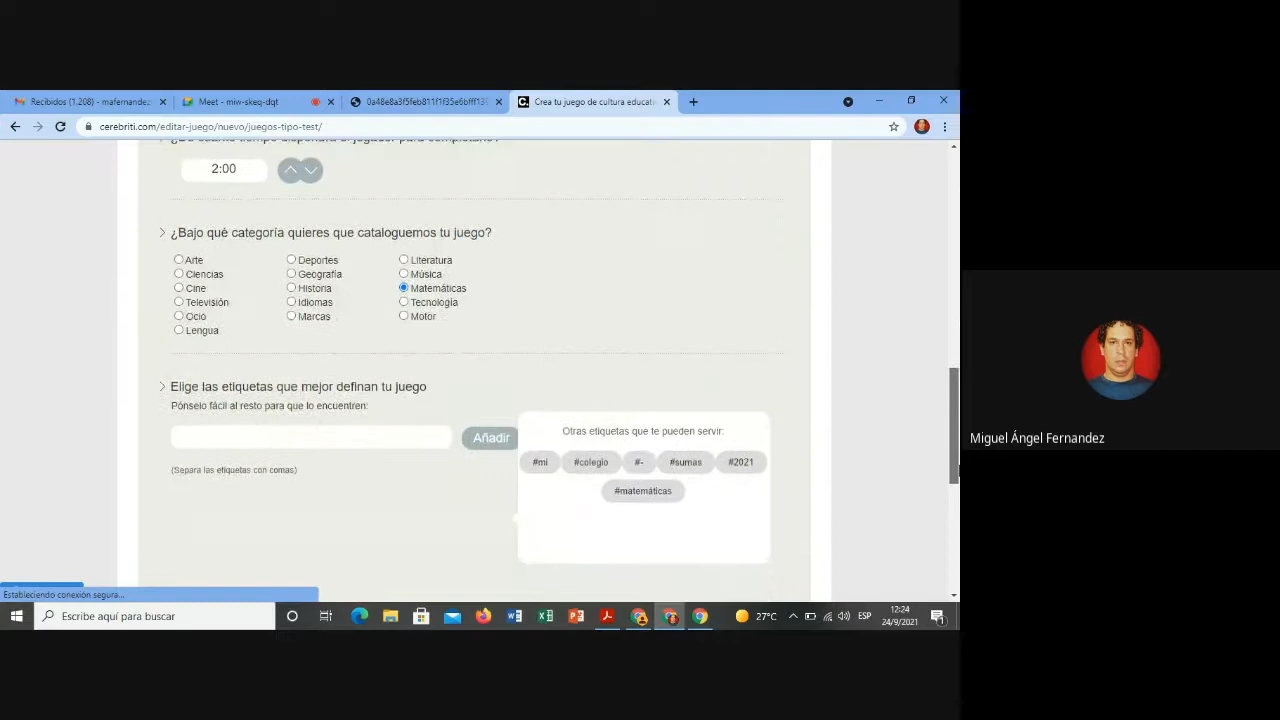 Recibidos (1.208) - mafernandez
Meet - miw-skeq-dqt
Crea tu juego de cultura educati
cerebriti.com/editar-juego/nuevo/juegos-tipo-test/
2:00
¿Bajo qué categoría quieres que cataloguemos tu juego?
Arte
Deportes
Literatura
Ciencias
Geografía
Música
Cine
Historia
Matemáticas
Televisión
Idiomas
Tecnología
Ocio
Marcas
Motor
Lengua
Elige las etiquetas que mejor definan tu juego
Pónselo fácil al resto para que lo encuentren:
Añadir
(Separa las etiquetas con comas)
Otras etiquetas que te pueden servir:
#mi #colegio #- #sumas #2021
#matemáticas
Miguel Ángel Fernandez
Estableciendo conexión segura...
Escribe aquí para buscar
27°C
ESP
12:24
24/9/2021
1